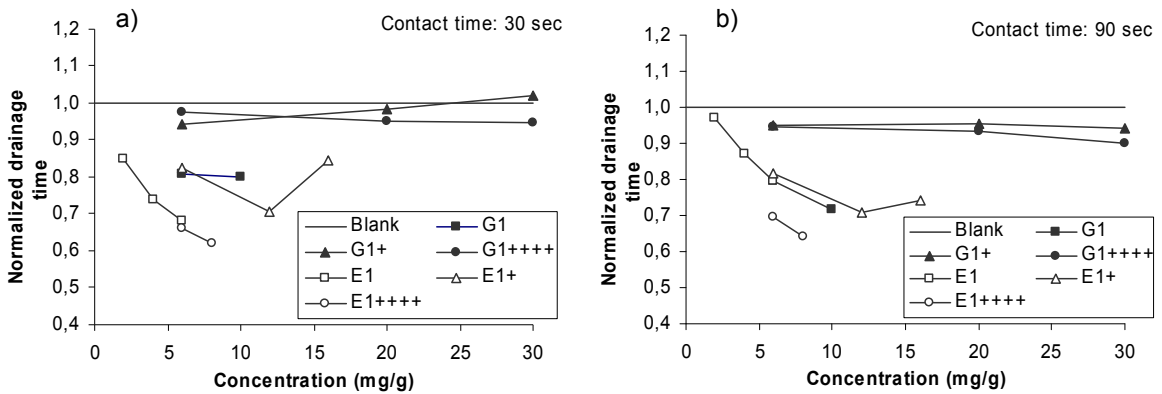 a)
Contact time: 30 sec
1,2
1,1
1,0
0,9
0,8
0,7
0,6
0,5
0,4
Normalized drainage
time
0 5 10 15 20 25 30
Concentration (mg/g)
Blank G1
G1+ G1++++
E1 E1+
E1++++
b)
Contact time: 90 sec
1,2
1,1
1,0
0,9
0,8
0,7
0,6
0,5
0,4
Normalized drainage
time
0 5 10 15 20 25 30
Concentration (mg/g)
Blank G1
G1+ G1++++
E1 E1+
E1++++